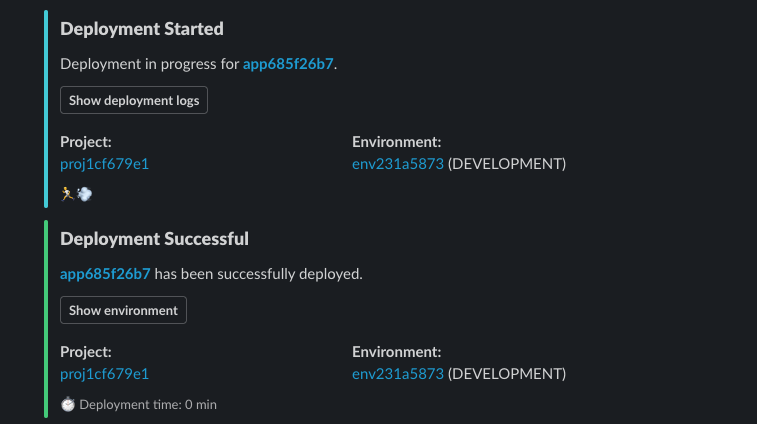 Deployment Started
Deployment in progress for app685f26b7.
Show deployment logs
Project: Environment:
proj1cf679e1 env231a5873 (DEVELOPMENT)
🏃💨
Deployment Successful
app685f26b7 has been successfully deployed.
Show environment
Project: Environment:
proj1cf679e1 env231a5873 (DEVELOPMENT)
⏱️ Deployment time: 0 min